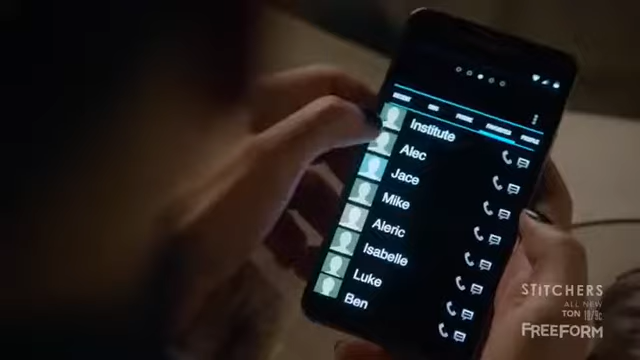 Institute
Alec
Jace
Mike
Aleric
Isabelle
Luke
Ben
STITCHERS
ALL NEW
TON 10/9c
FREEFORM